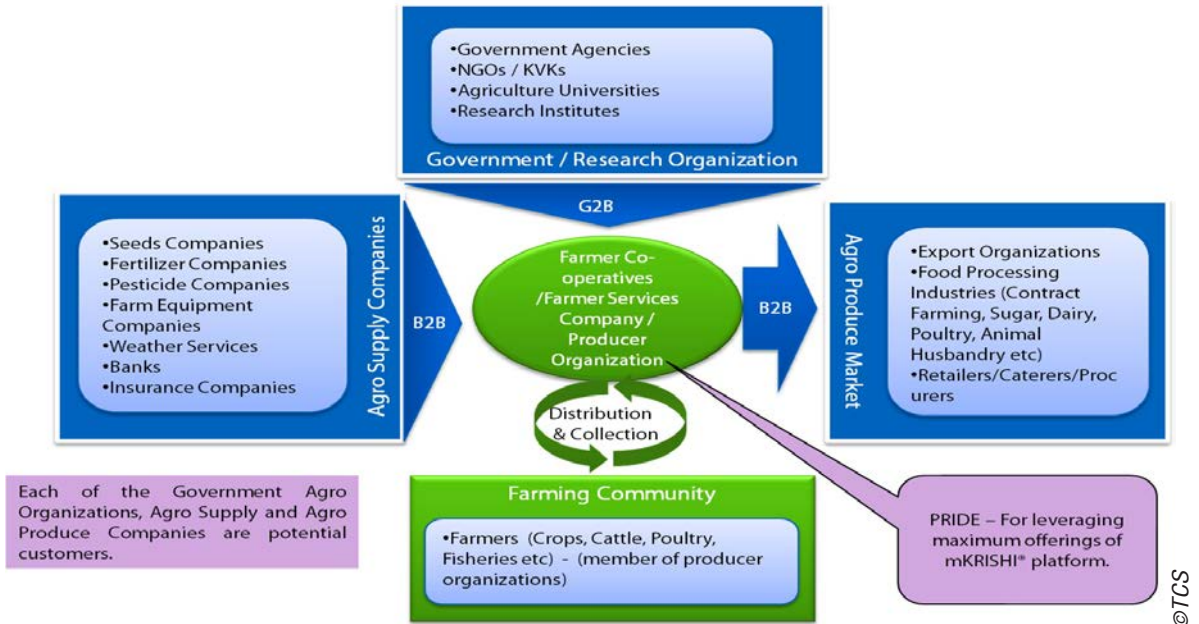 •Government Agencies
•NGOs / KVKs
•Agriculture Universities
•Research Institutes
Government / Research Organization
G2B
•Seeds Companies
•Fertilizer Companies
•Pesticide Companies
•Farm Equipment
Companies
•Weather Services
•Banks
•Insurance Companies
Agro Supply Companies
B2B
Farmer Co-
operatives
/Farmer Services
Company /
Producer
Organization
B2B
Agro Produce Market
•Export Organizations
•Food Processing
Industries (Contract
Farming, Sugar, Dairy,
Poultry, Animal
Husbandry etc)
•Retailers/Caterers/Proc
urers
Distribution
& Collection
Farming Community
•Farmers (Crops, Cattle, Poultry,
Fisheries etc) - (member of producer
organizations)
Each of the Government Agro
Organizations, Agro Supply and Agro
Produce Companies are potential
customers.
PRIDE – For leveraging
maximum offerings of
mKRISHI® platform.
©TCS